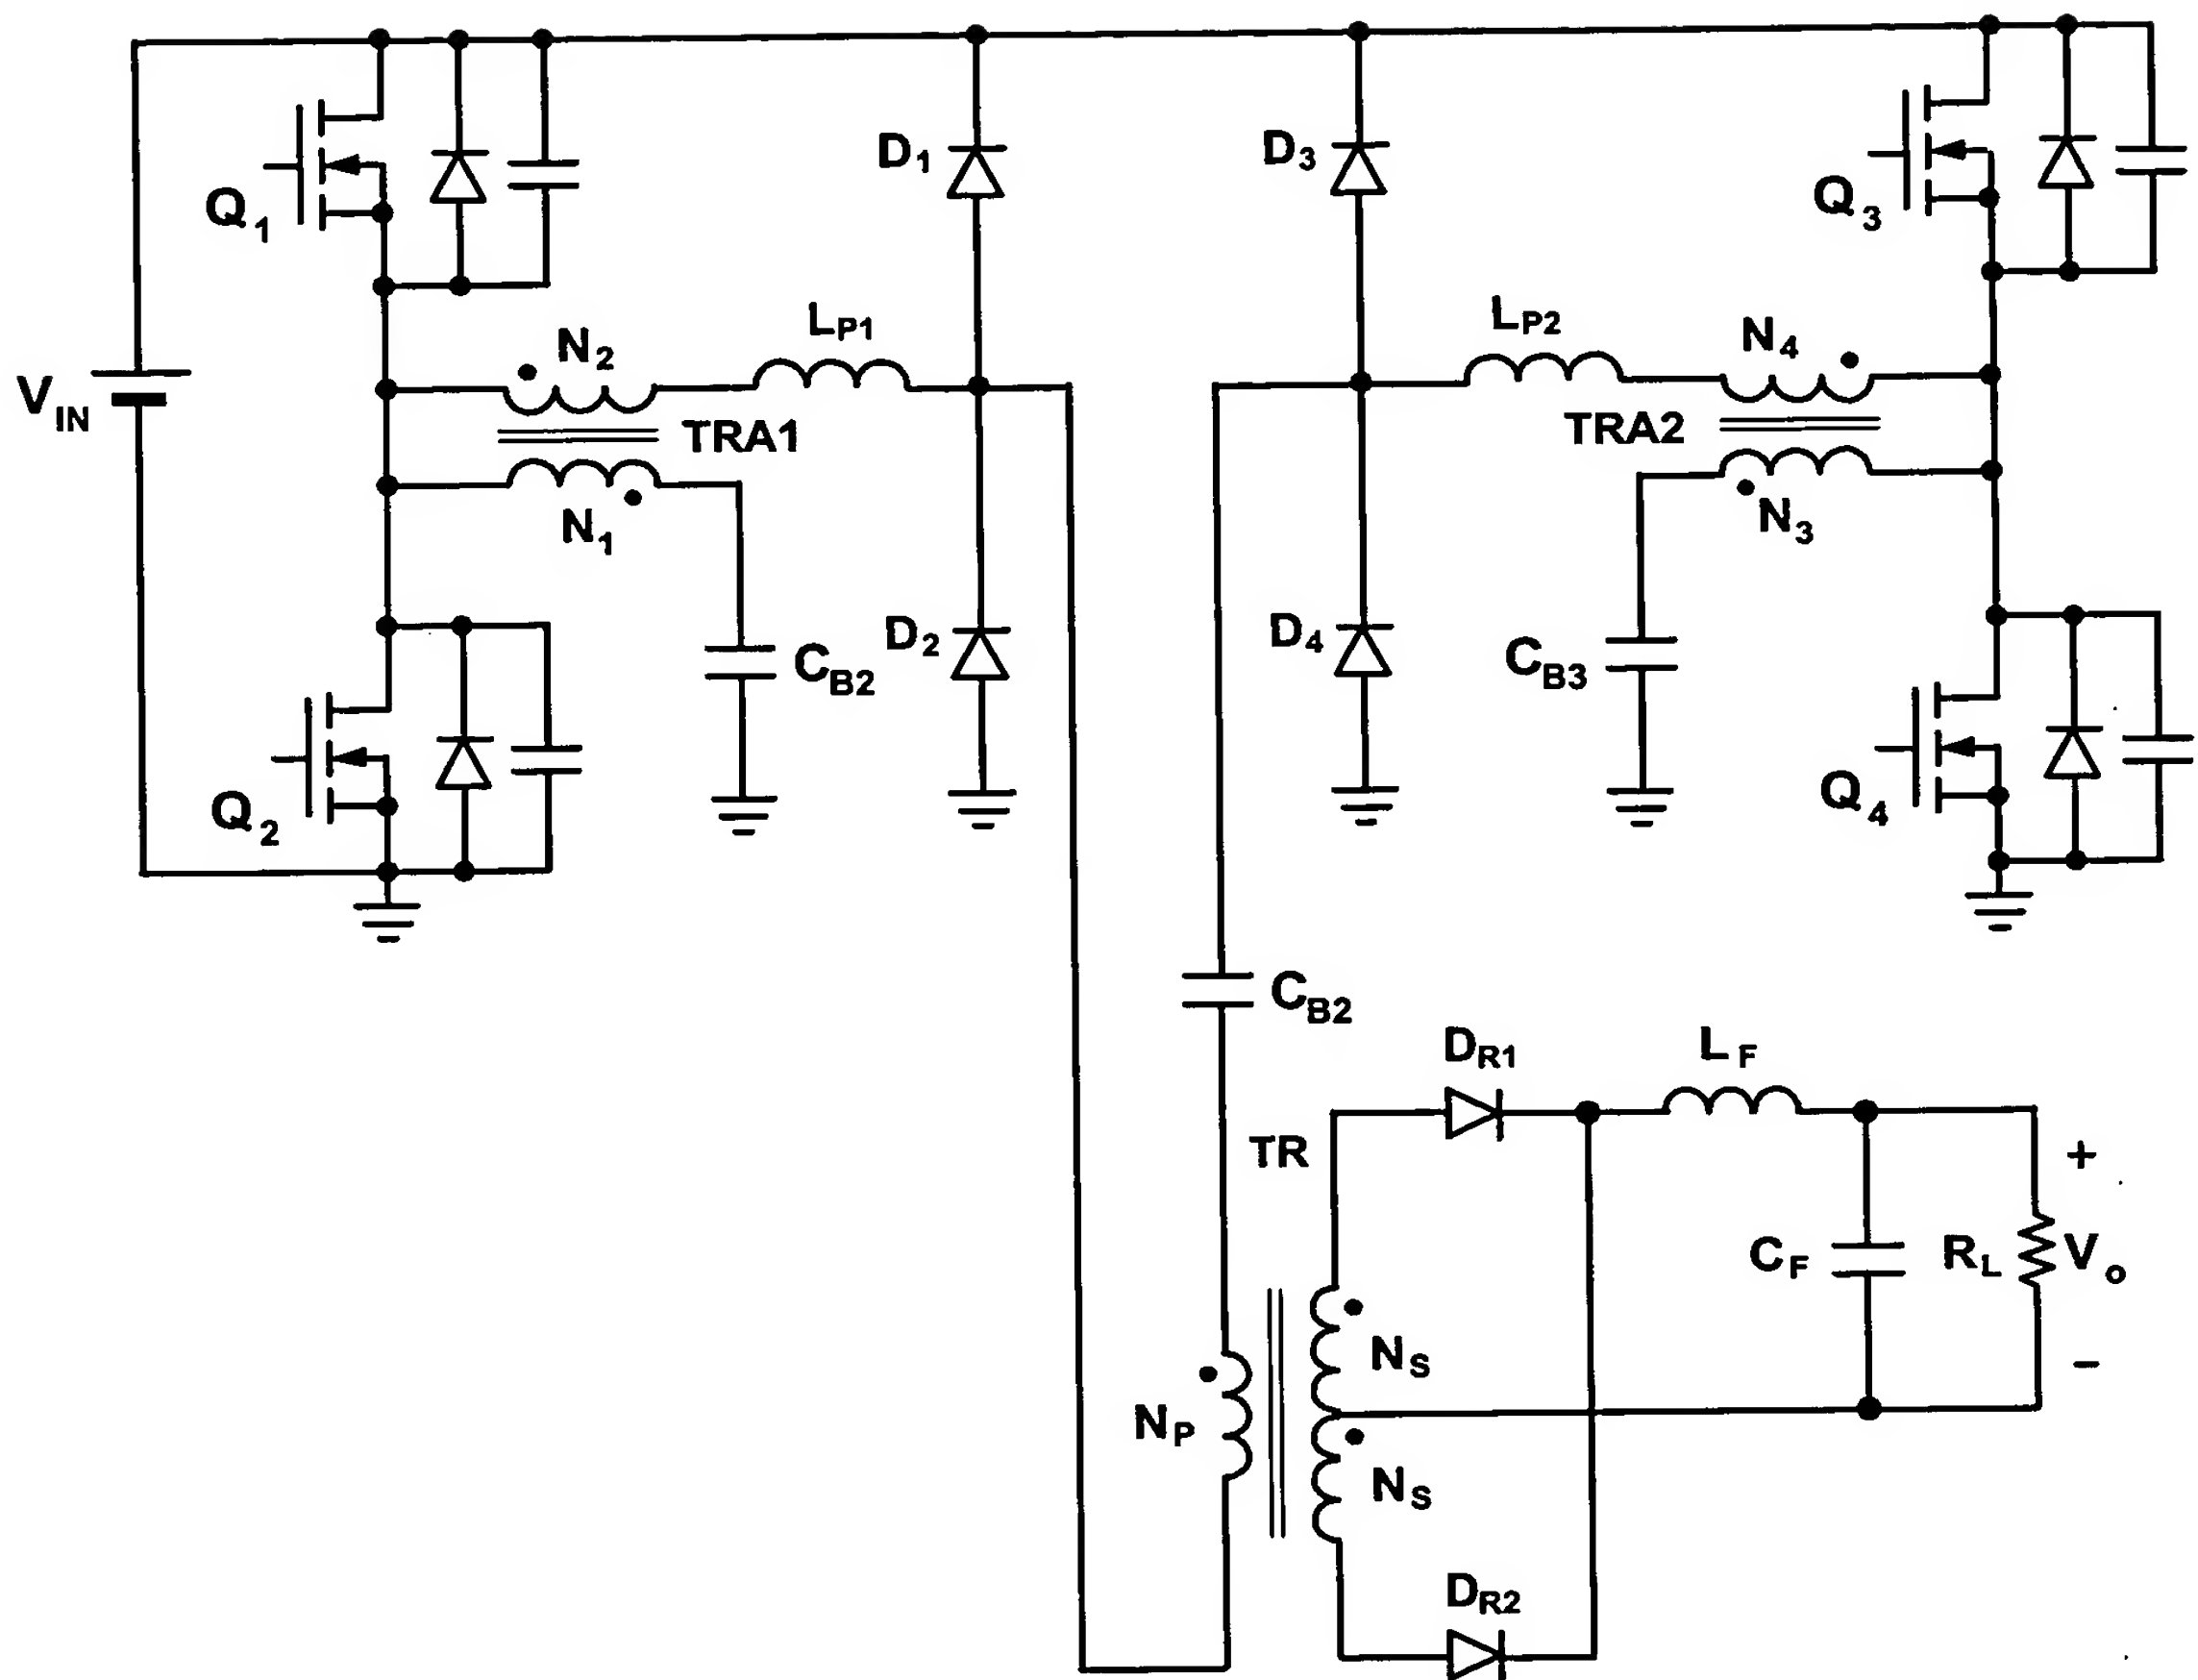 D1
D3
Q1
Q3
LP1
LP2
N2
N4
VIN
TRA1
TRA2
N1
N3
D2
D4
CB2
CB3
Q2
Q4
CB2
DR1
LF
TR
+
CF
RL
Vo
NS
−
NP
NS
DR2